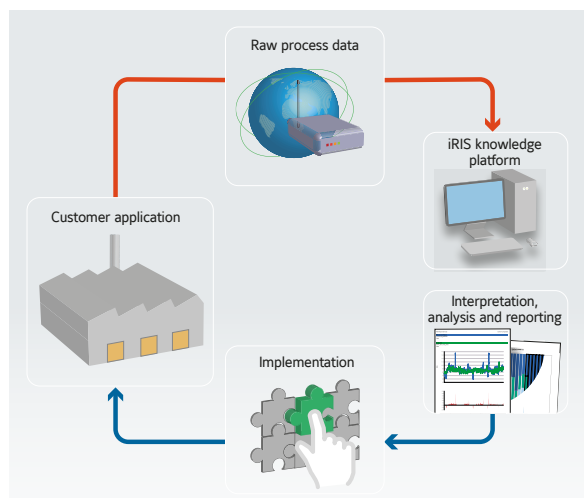 Raw process data
iRIS knowledge
platform
Customer application
Interpretation,
analysis and reporting
Implementation